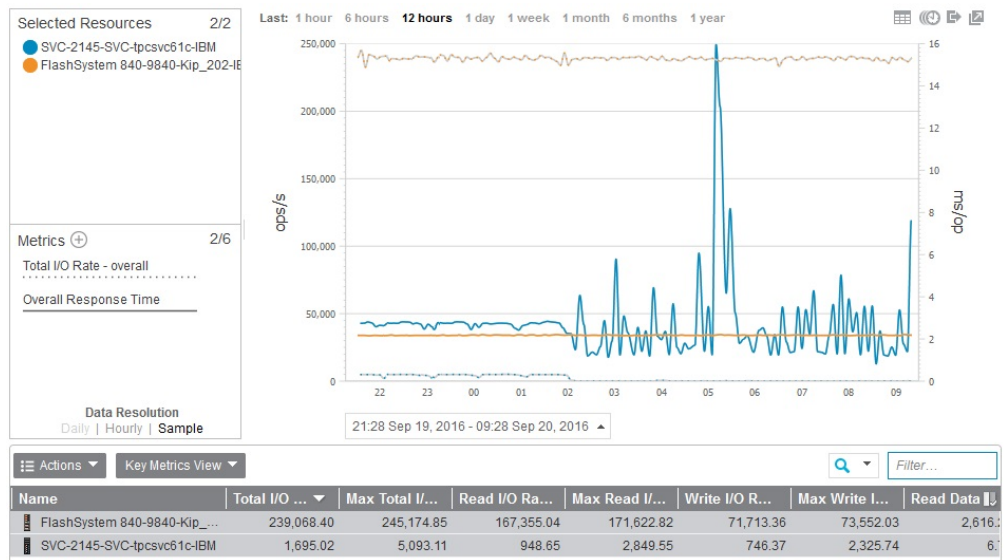 Selected Resources 2/2
SVC-2145-SVC-tpcsvc61c-IBM
FlashSystem 840-9840-Kip_202-IE
Metrics 2/6
Total I/O Rate - overall
Overall Response Time
Data Resolution
Daily | Hourly | Sample
Last: 1 hour 6 hours 12 hours 1 day 1 week 1 month 6 months 1 year
250,000
200,000
150,000
100,000
50,000
0
ops/s
16
14
12
10
8
6
4
2
0
ms/op
22 23 00 01 02 03 04 05 06 07 08 09
21:28 Sep 19, 2016 - 09:28 Sep 20, 2016
Actions Key Metrics View Filter...
Name Total I/O ... Max Total I/... Read I/O Ra... Max Read I/... Write I/O R... Max Write I... Read Data
FlashSystem 840-9840-Kip_... 239,068.40 245,174.85 167,355.04 171,622.82 71,713.36 73,552.03 2,616.
SVC-2145-SVC-tpcsvc61c-IBM 1,695.02 5,093.11 948.65 2,849.55 746.37 2,325.74 6.